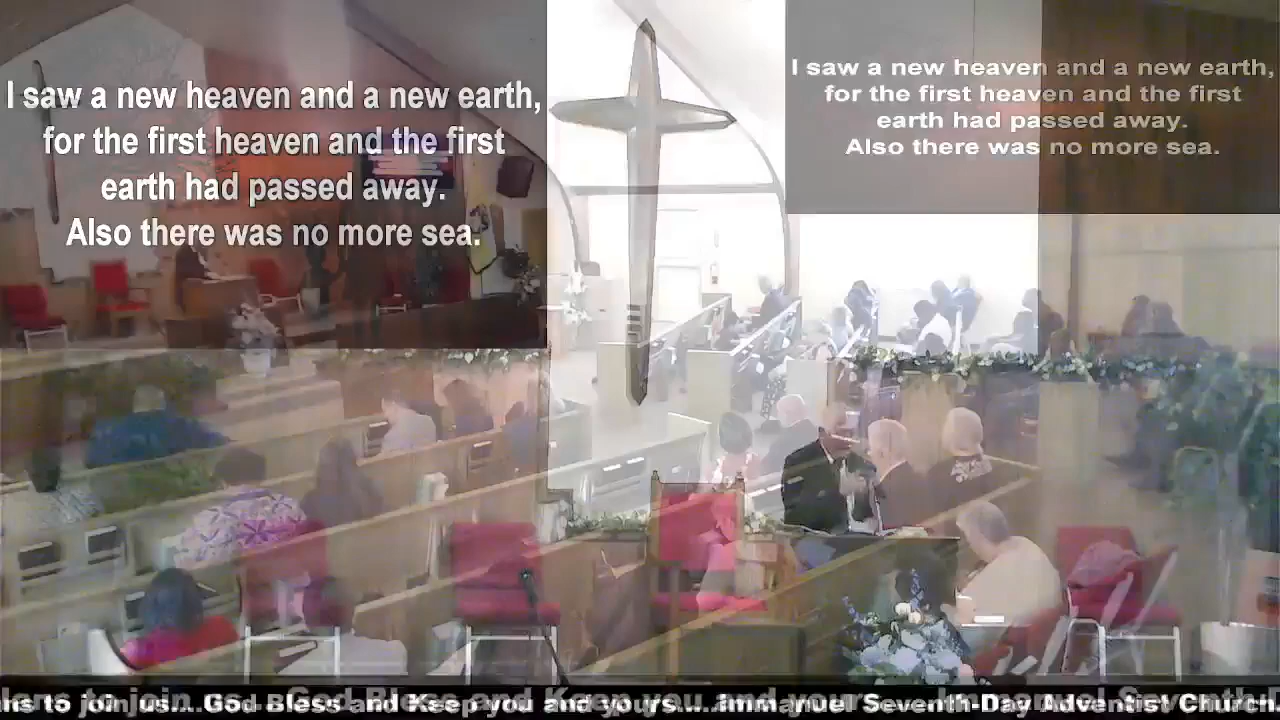 I saw a new heaven and a new earth,
for the first heaven and the first
earth had passed away.
Also there was no more sea.
I saw a new heaven and a new earth,
for the first heaven and the first
earth had passed away.
Also there was no more sea.
to join us....God Bless and Keep you and yours....Immanuel Seventh-Day Adventist Church.